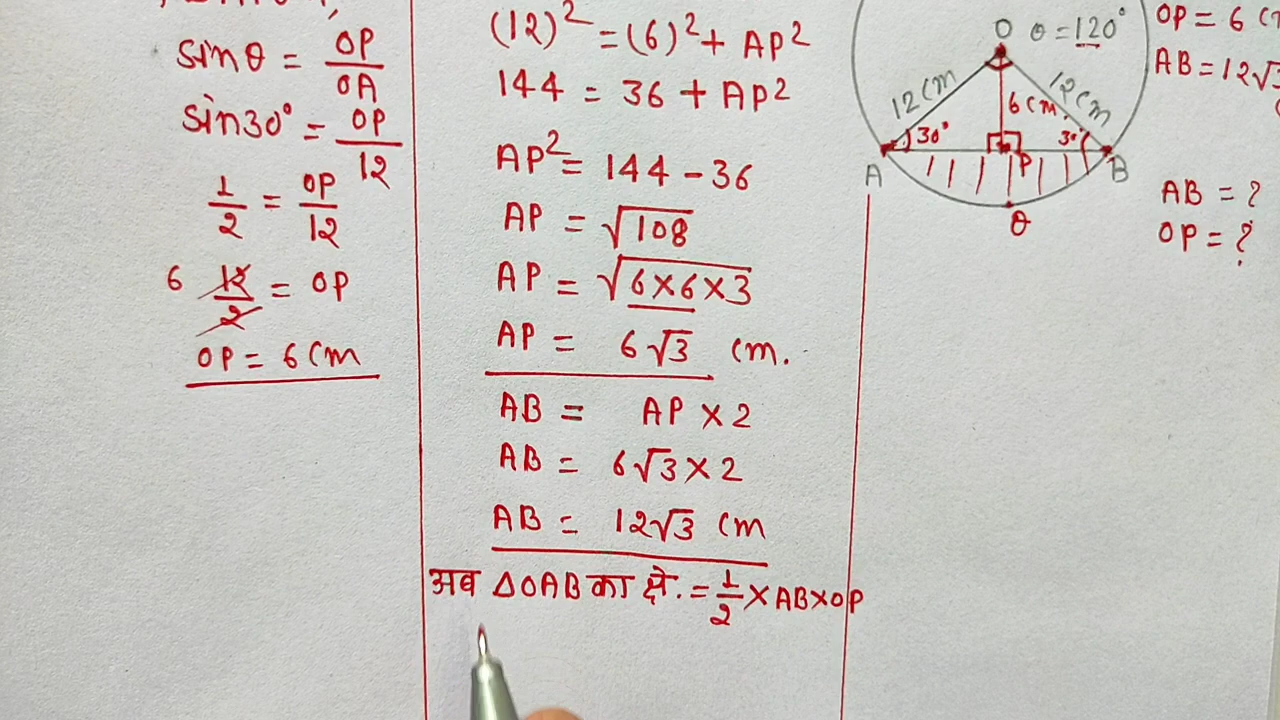 sinθ = OP/OA
sin30° = OP/12
1/2 = OP/12
6 12/2 = OP
OP = 6 Cm
(12)² = (6)² + AP²
144 = 36 + AP²
AP² = 144 - 36
AP = √108
AP = √6×6×3
AP = 6√3 Cm.
AB = AP × 2
AB = 6√3 × 2
AB = 12√3 Cm
अब ΔOAB का क्षे. = 1/2 × AB × OP
O θ = 120°
12 Cm
12 Cm
6 Cm.
30°
30°
A
P
B
θ
OP = 6
AB = 12√3
AB = ?
OP = ?